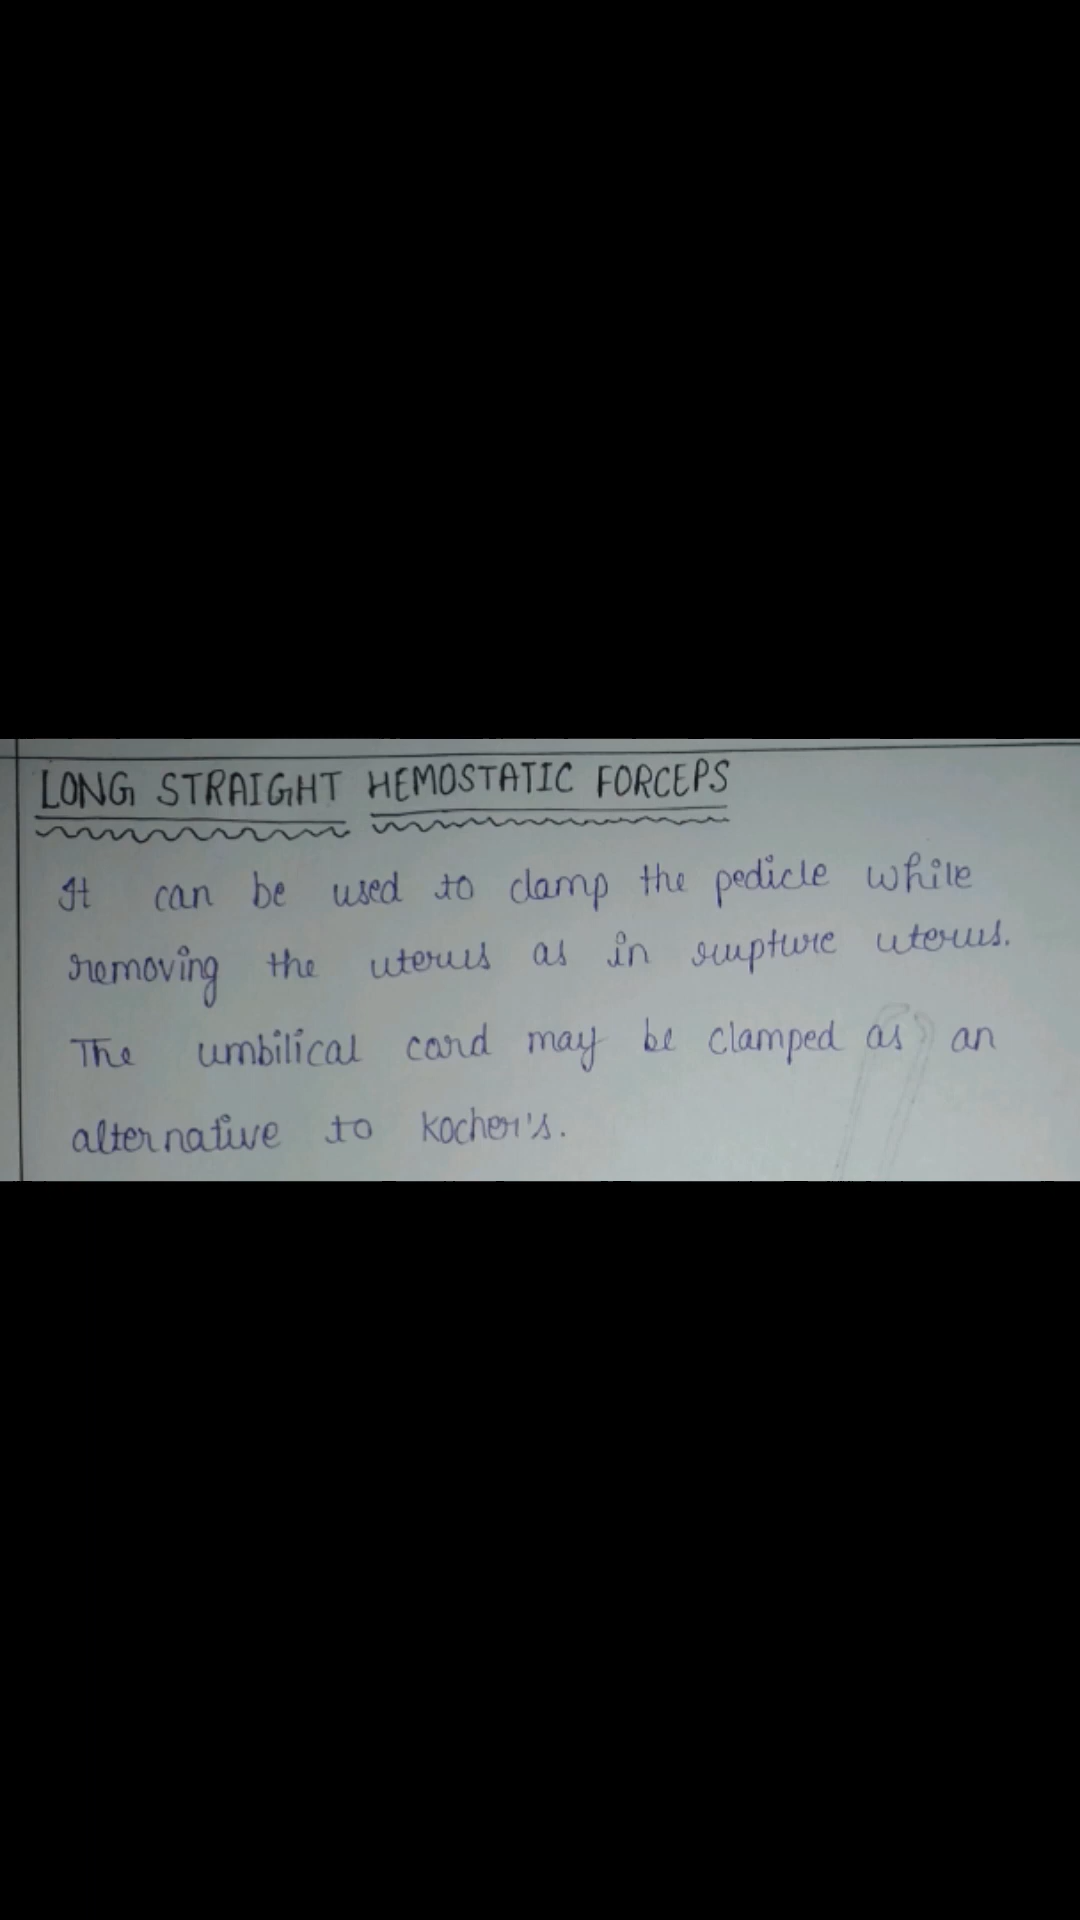 LONG STRAIGHT HEMOSTATIC FORCEPS
It can be used to clamp the pedicle while
removing the uterus as in rupture uterus.
The umbilical cord may be clamped as an
alternative to kocher's.